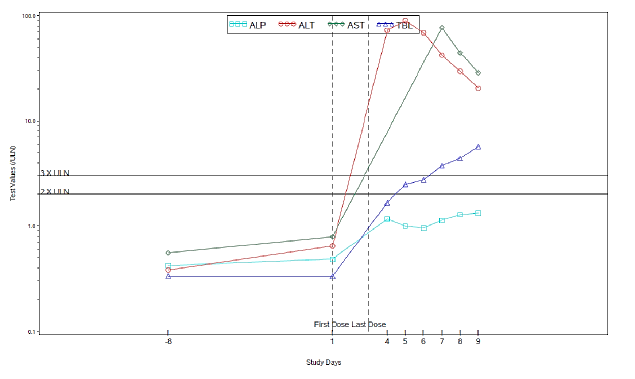 100.0
ALP ALT AST TBL
10.0
Test Values (/ULN)
3 X ULN
2 X ULN
1.0
First Dose Last Dose
0.1
-8 1 4 5 6 7 8 9
Study Days